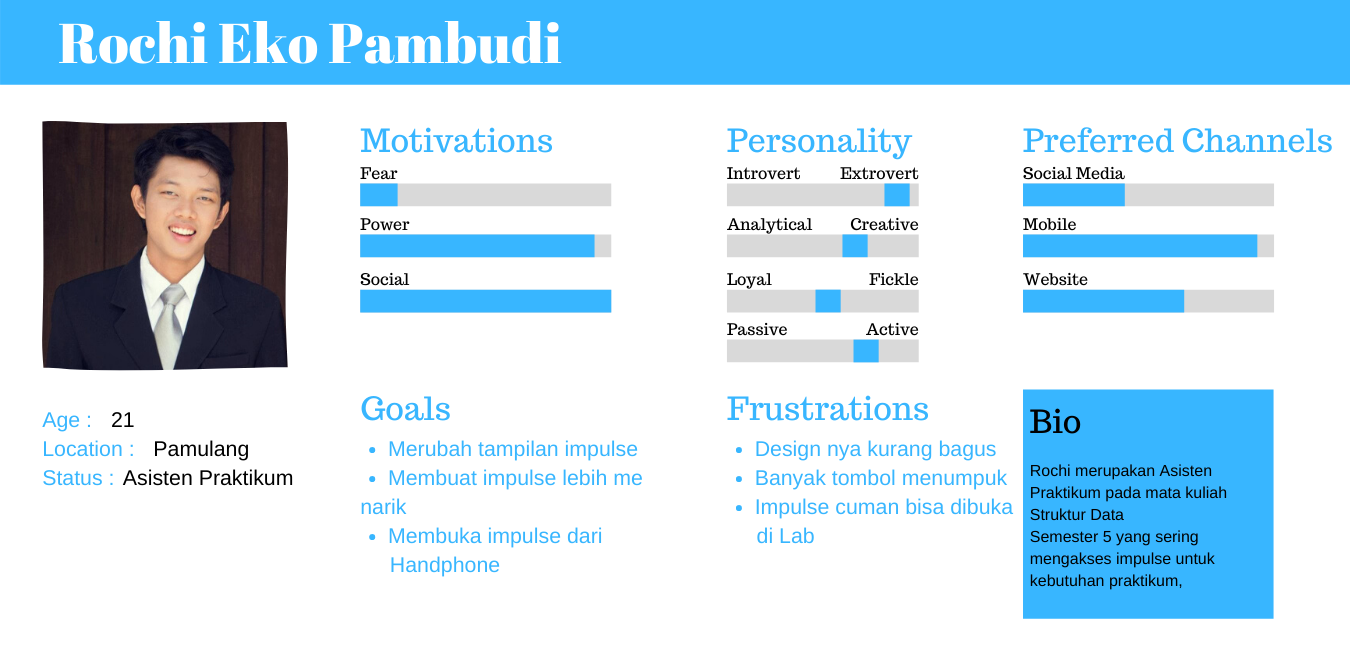 Rochi Eko Pambudi
Age : 21
Location : Pamulang
Status : Asisten Praktikum
Motivations
Fear
Power
Social
Personality
Introvert Extrovert
Analytical Creative
Loyal Fickle
Passive Active
Preferred Channels
Social Media
Mobile
Website
Goals
• Merubah tampilan impulse
• Membuat impulse lebih me
narik
• Membuka impulse dari
Handphone
Frustrations
• Design nya kurang bagus
• Banyak tombol menumpuk
• Impulse cuman bisa dibuka
di Lab
Bio
Rochi merupakan Asisten
Praktikum pada mata kuliah
Struktur Data
Semester 5 yang sering
mengakses impulse untuk
kebutuhan praktikum,